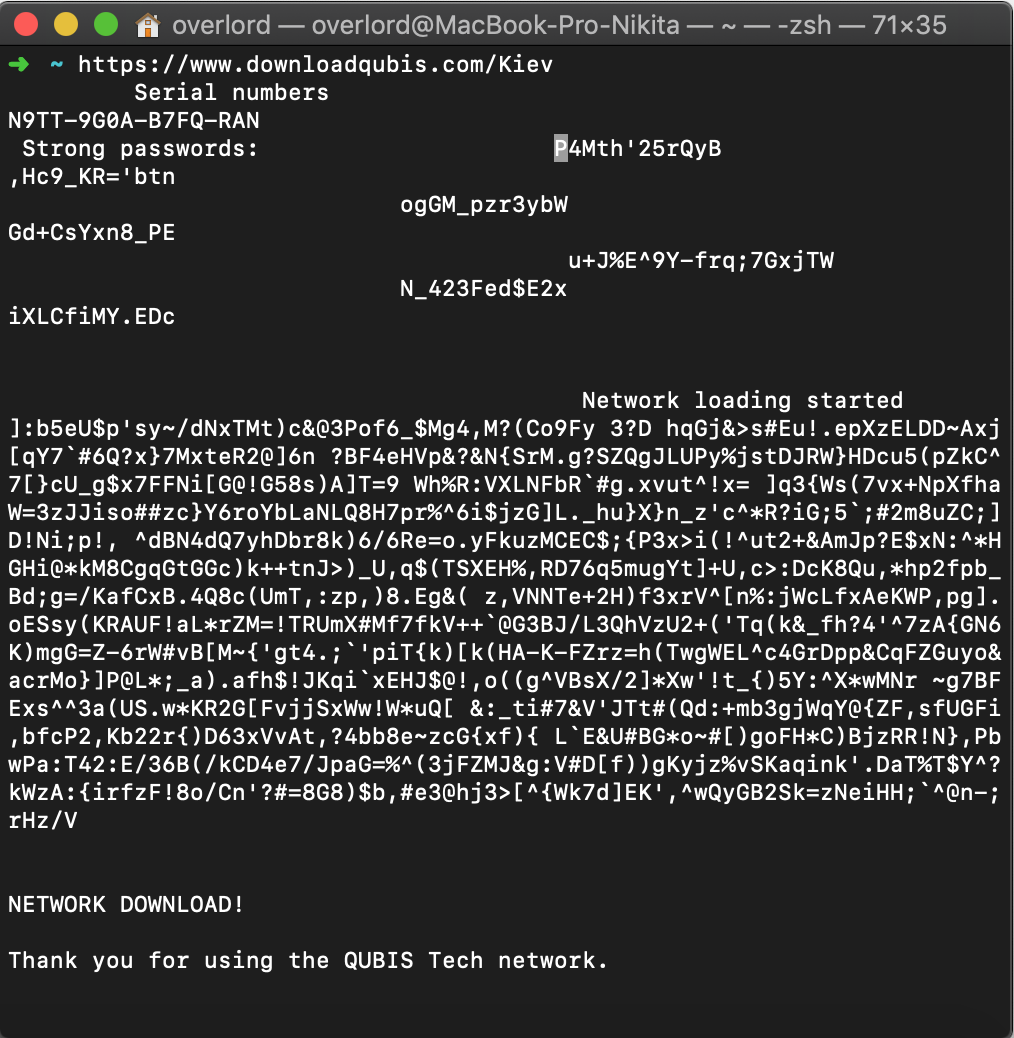 overlord — overlord@MacBook-Pro-Nikita — ~ — -zsh — 71×35
➜ ~ https://www.downloadqubis.com/Kiev
Serial numbers
N9TT-9G0A-B7FQ-RAN
Strong passwords: P4Mth'25rQyB
,Hc9_KR='btn
ogGM_pzr3ybW
Gd+CsYxn8_PE
u+J%E^9Y-frq;7GxjTW
N_423Fed$E2x
iXLCfiMY.EDc
Network loading started
]:b5eU$p'sy~/dNxTMt)c&@3Pof6_$Mg4,M?(Co9Fy 3?D hqGj&>s#Eu!.epXzELDD~Axj
[qY7`#6Q?x}7MxteR2@]6n ?BF4eHVp&?&N{SrM.g?SZQgJLUPy%jstDJRW}HDcu5(pZkC^
7[}cU_g$x7FFNi[G@!G58s)A]T=9 Wh%R:VXLNFbR`#g.xvut^!x= ]q3{Ws(7vx+NpXfha
W=3zJJiso##zc}Y6roYbLaNLQ8H7pr%^6i$jzG]L._hu}X}n_z'c^*R?iG;5`;#2m8uZC;]
D!Ni;p!, ^dBN4dQ7yhDbr8k)6/6Re=o.yFkuzMCEC$;{P3x>i(!^ut2+&AmJp?E$xN:^*H
GHi@*kM8CgqGtGGc)k++tnJ>)_U,q$(TSXEH%,RD76q5mugYt]+U,c>:DcK8Qu,*hp2fpb_
Bd;g=/KafCxB.4Q8c(UmT,:zp,)8.Eg&( z,VNNTe+2H)f3xrV^[n%:jWcLfxAeKWP,pg].
oESsy(KRAUF!aL*rZM=!TRUmX#Mf7fkV++`@G3BJ/L3QhVzU2+('Tq(k&_fh?4'^7zA{GN6
K)mgG=Z-6rW#vB[M~{'gt4.;`'piT{k)[k(HA-K-FZrz=h(TwgWEL^c4GrDpp&CqFZGuyo&
acrMo}]P@L*;_a).afh$!JKqi`xEHJ$@!,o((g^VBsX/2]*Xw'!t_{)5Y:^X*wMNr ~g7BF
Exs^^3a(US.w*KR2G[FvjjSxWw!W*uQ[ &:_ti#7&V'JTt#(Qd:+mb3gjWqY@{ZF,sfUGFi
,bfcP2,Kb22r{)D63xVvAt,?4bb8e~zcG{xf){ L`E&U#BG*o~#[)goFH*C)BjzRR!N},Pb
wPa:T42:E/36B(/kCD4e7/JpaG=%^(3jFZMJ&g:V#D[f))gKyjz%vSKaqink'.DaT%T$Y^?
kWzA:{irfzF!8o/Cn'?#=8G8)$b,#e3@hj3>[^{Wk7d]EK',^wQyGB2Sk=zNeiHH;`^@n-;
rHz/V
NETWORK DOWNLOAD!
Thank you for using the QUBIS Tech network.